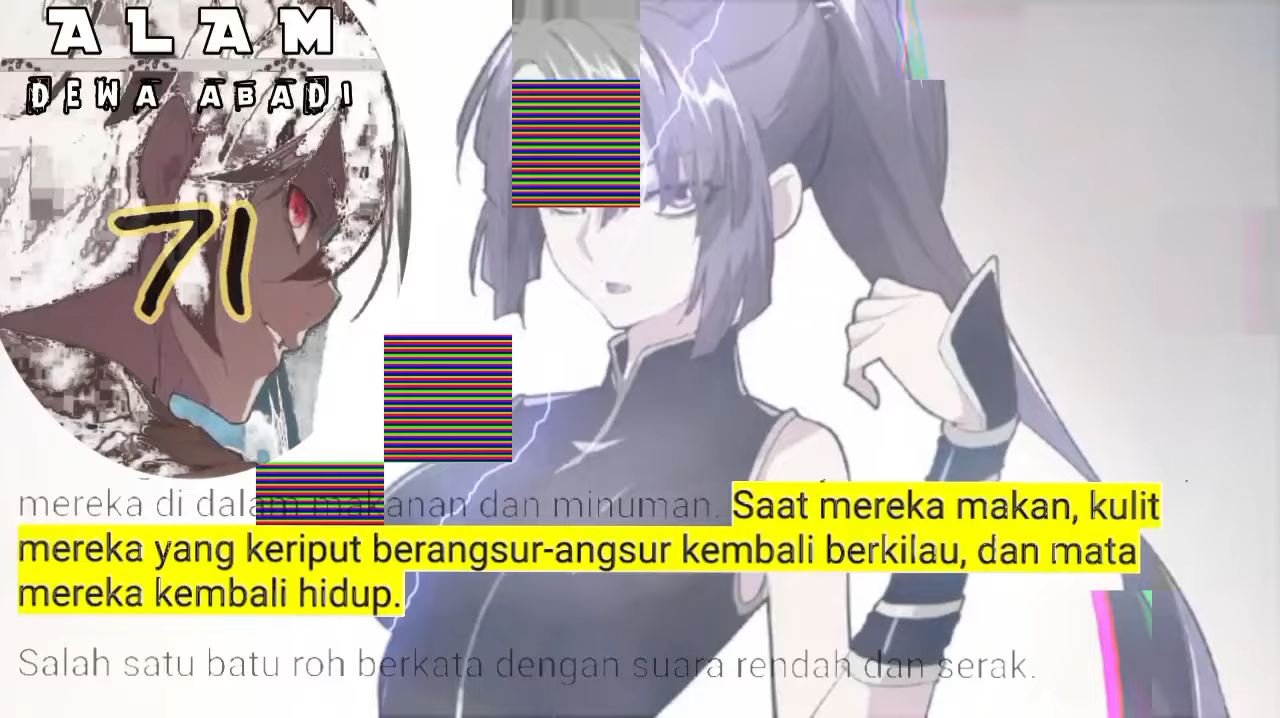 ALAM
DEWA ABADI
71
mereka di dalam makanan dan minuman. Saat mereka makan, kulit
mereka yang keriput berangsur-angsur kembali berkilau, dan mata
mereka kembali hidup.
Salah satu batu roh berkata dengan suara rendah dan serak.